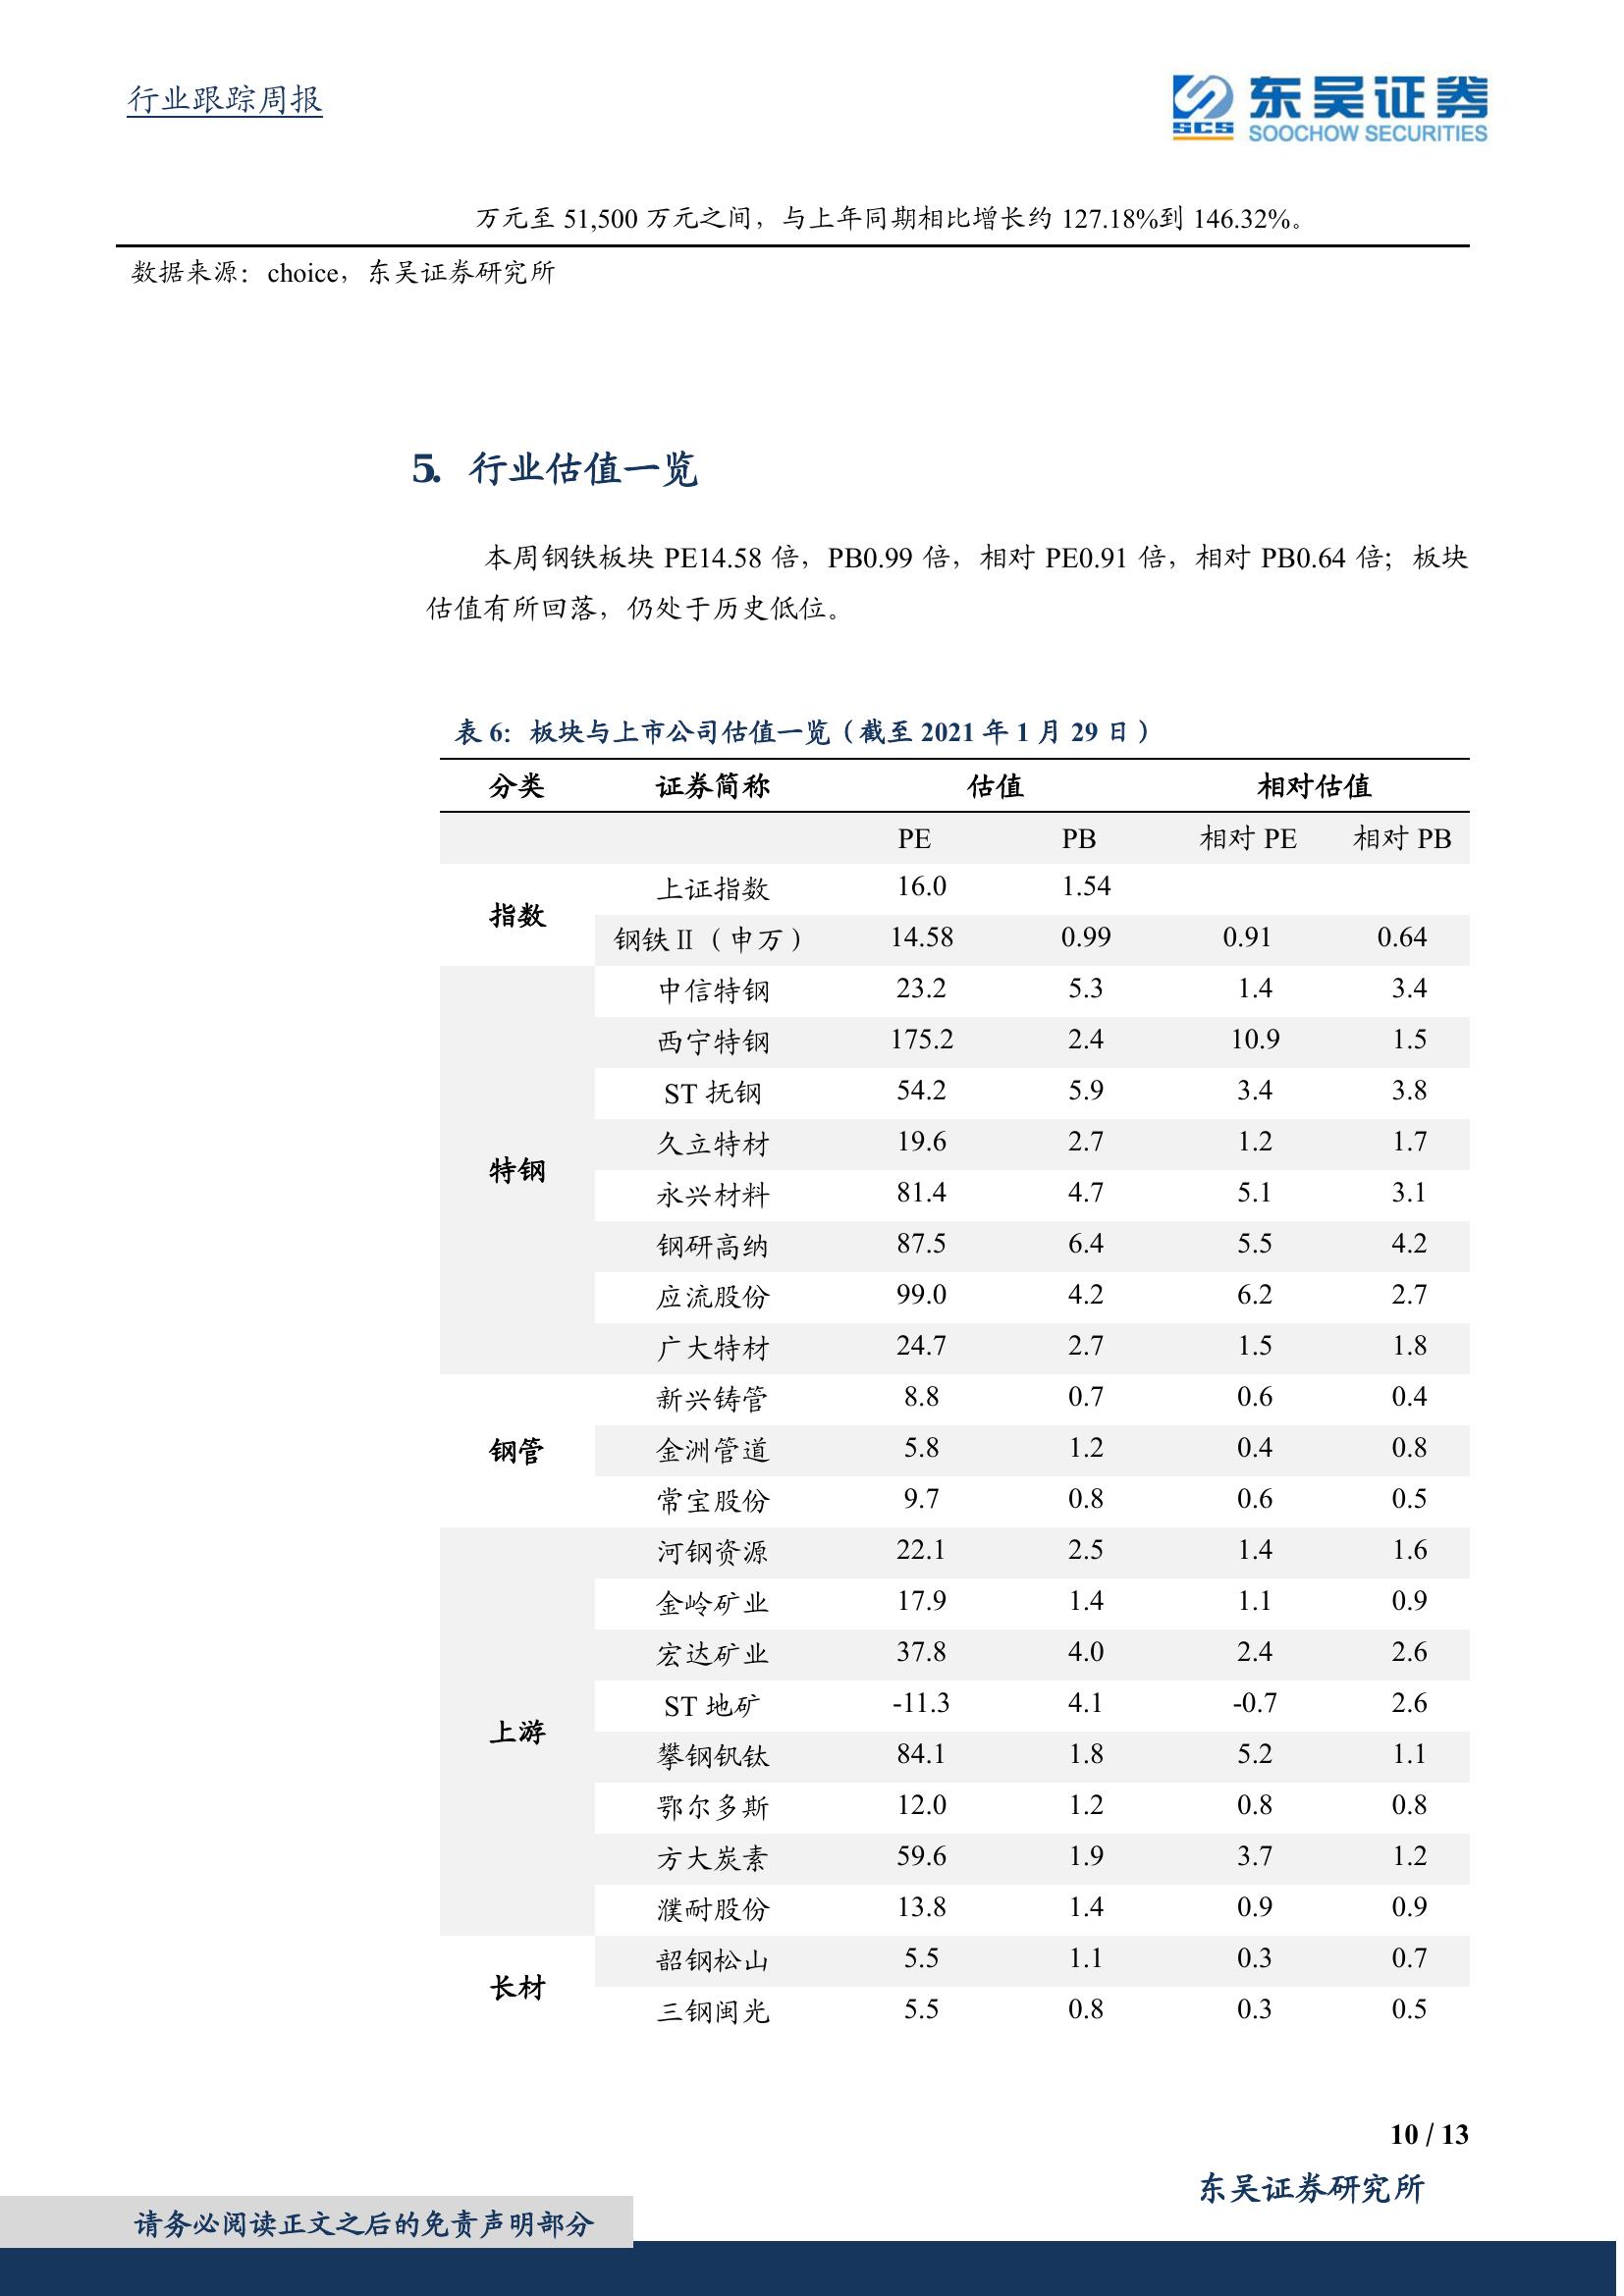 行业跟踪周报
SCS 东吴证券
SOOCHOW SECURITIES
万元至 51,500 万元之间，与上年同期相比增长约 127.18%到 146.32%。
数据来源：choice，东吴证券研究所
5. 行业估值一览
本周钢铁板块 PE14.58 倍，PB0.99 倍，相对 PE0.91 倍，相对 PB0.64 倍；板块
估值有所回落，仍处于历史低位。
表 6：板块与上市公司估值一览（截至 2021 年 1 月 29 日）
分类 证券简称 估值 相对估值
PE PB 相对 PE 相对 PB
指数
上证指数 16.0 1.54
钢铁Ⅱ（申万） 14.58 0.99 0.91 0.64
特钢
中信特钢 23.2 5.3 1.4 3.4
西宁特钢 175.2 2.4 10.9 1.5
ST 抚钢 54.2 5.9 3.4 3.8
久立特材 19.6 2.7 1.2 1.7
永兴材料 81.4 4.7 5.1 3.1
钢研高纳 87.5 6.4 5.5 4.2
应流股份 99.0 4.2 6.2 2.7
广大特材 24.7 2.7 1.5 1.8
钢管
新兴铸管 8.8 0.7 0.6 0.4
金洲管道 5.8 1.2 0.4 0.8
常宝股份 9.7 0.8 0.6 0.5
上游
河钢资源 22.1 2.5 1.4 1.6
金岭矿业 17.9 1.4 1.1 0.9
宏达矿业 37.8 4.0 2.4 2.6
ST 地矿 -11.3 4.1 -0.7 2.6
攀钢钒钛 84.1 1.8 5.2 1.1
鄂尔多斯 12.0 1.2 0.8 0.8
方大炭素 59.6 1.9 3.7 1.2
濮耐股份 13.8 1.4 0.9 0.9
长材
韶钢松山 5.5 1.1 0.3 0.7
三钢闽光 5.5 0.8 0.3 0.5
10 / 13
东吴证券研究所
请务必阅读正文之后的免责声明部分